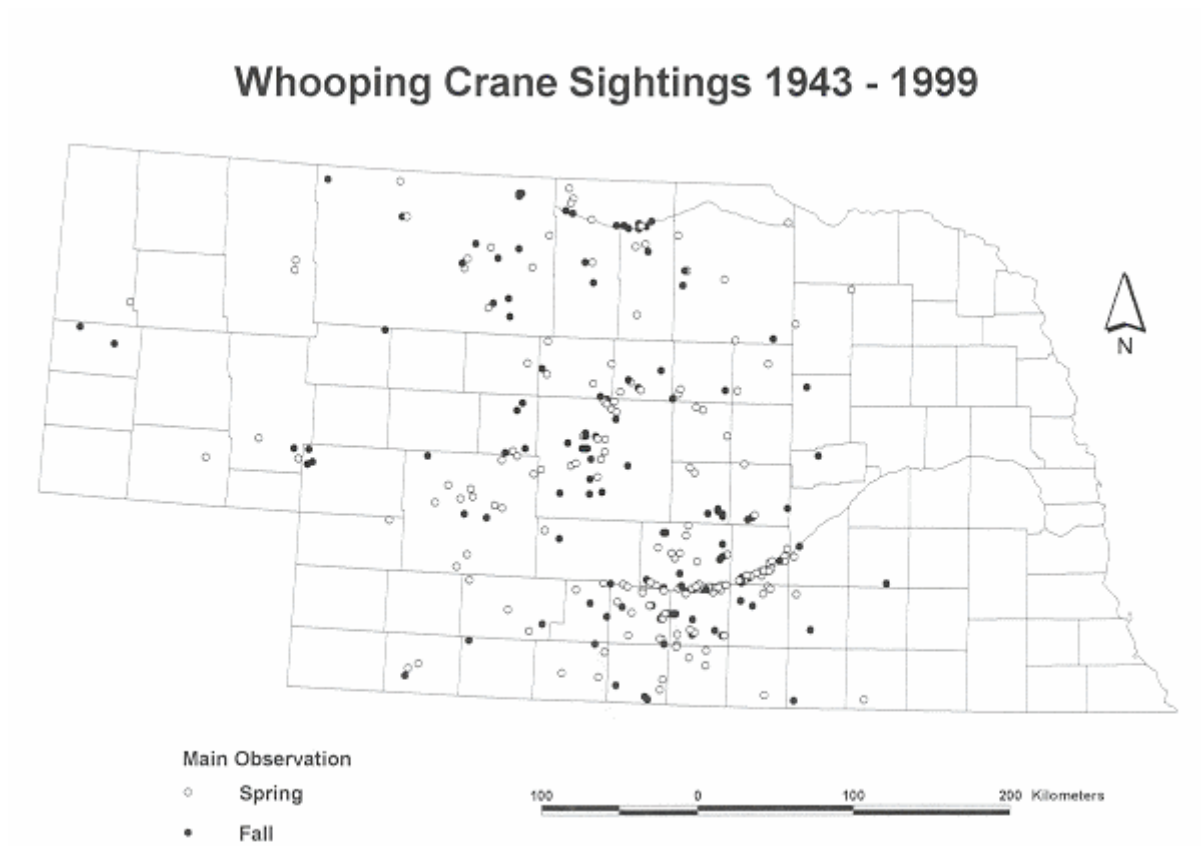 Whooping Crane Sightings 1943 - 1999
N
Main Observation
Spring
Fall
100 0 100 200 Kilometers